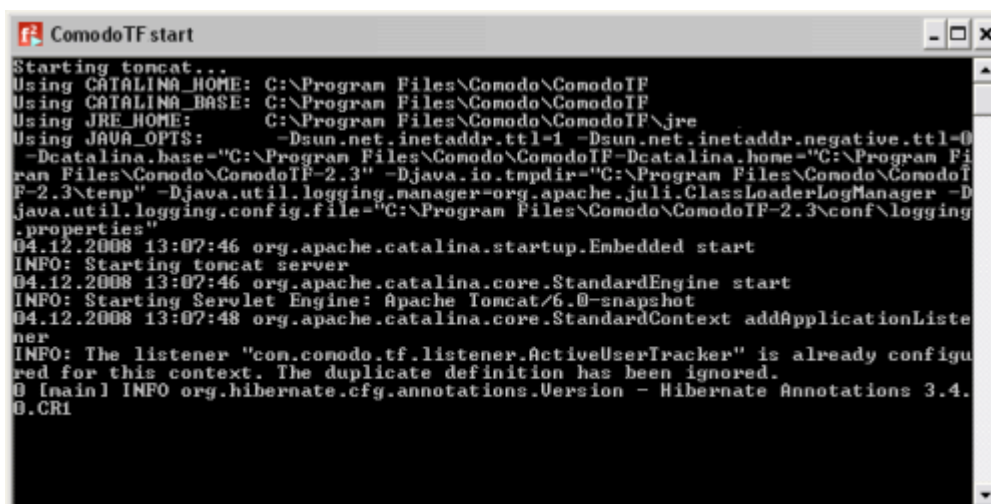 ComodoTF start
Starting tomcat...
Using CATALINA_HOME: C:\Program Files\Comodo\ComodoTF
Using CATALINA_BASE: C:\Program Files\Comodo\ComodoTF
Using JRE_HOME:      C:\Program Files\Comodo\ComodoTF\jre
Using JAVA_OPTS:      -Dsun.net.inetaddr.ttl=1 -Dsun.net.inetaddr.negative.ttl=0
 -Dcatalina.base="C:\Program Files\Comodo\ComodoTF-Dcatalina.home="C:\Program Fi
ram Files\Comodo\ComodoTF-2.3" -Djava.io.tmpdir="C:\Program Files\Comodo\ComodoT
F-2.3\temp" -Djava.util.logging.manager=org.apache.juli.ClassLoaderLogManager -D
java.util.logging.config.file="C:\Program Files\Comodo\ComodoTF-2.3\conf\logging
.properties"
04.12.2008 13:07:46 org.apache.catalina.startup.Embedded start
INFO: Starting tomcat server
04.12.2008 13:07:46 org.apache.catalina.core.StandardEngine start
INFO: Starting Servlet Engine: Apache Tomcat/6.0-snapshot
04.12.2008 13:07:48 org.apache.catalina.core.StandardContext addApplicationListe
ner
INFO: The listener "com.comodo.tf.listener.ActiveUserTracker" is already configu
red for this context. The duplicate definition has been ignored.
0 [main] INFO org.hibernate.cfg.annotations.Version - Hibernate Annotations 3.4.
0.CR1